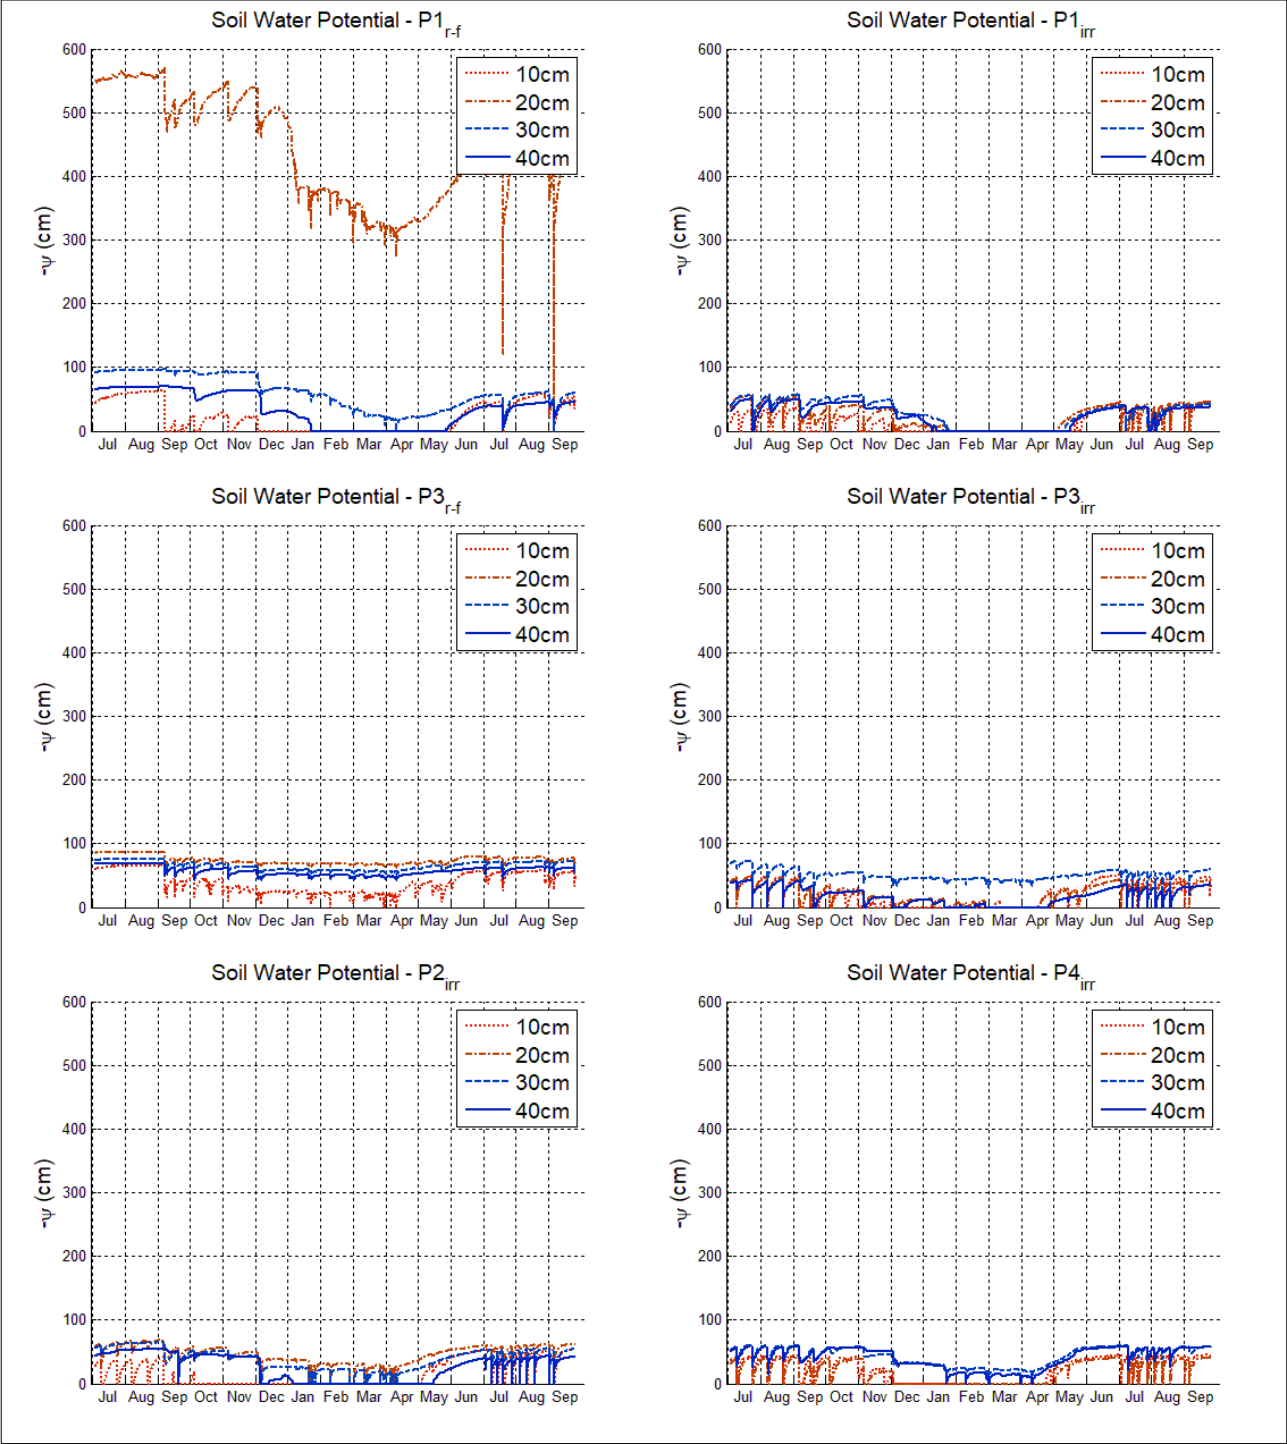 Soil Water Potential - P1r-f
600
500
400
300
200
100
0
-ψ (cm)
10cm
20cm
30cm
40cm
Jul Aug Sep Oct Nov Dec Jan Feb Mar Apr May Jun Jul Aug Sep
Soil Water Potential - P1irr
600
500
400
300
200
100
0
-ψ (cm)
10cm
20cm
30cm
40cm
Jul Aug Sep Oct Nov Dec Jan Feb Mar Apr May Jun Jul Aug Sep
Soil Water Potential - P3r-f
600
500
400
300
200
100
0
-ψ (cm)
10cm
20cm
30cm
40cm
Jul Aug Sep Oct Nov Dec Jan Feb Mar Apr May Jun Jul Aug Sep
Soil Water Potential - P3irr
600
500
400
300
200
100
0
-ψ (cm)
10cm
20cm
30cm
40cm
Jul Aug Sep Oct Nov Dec Jan Feb Mar Apr May Jun Jul Aug Sep
Soil Water Potential - P2irr
600
500
400
300
200
100
0
-ψ (cm)
10cm
20cm
30cm
40cm
Jul Aug Sep Oct Nov Dec Jan Feb Mar Apr May Jun Jul Aug Sep
Soil Water Potential - P4irr
600
500
400
300
200
100
0
-ψ (cm)
10cm
20cm
30cm
40cm
Jul Aug Sep Oct Nov Dec Jan Feb Mar Apr May Jun Jul Aug Sep